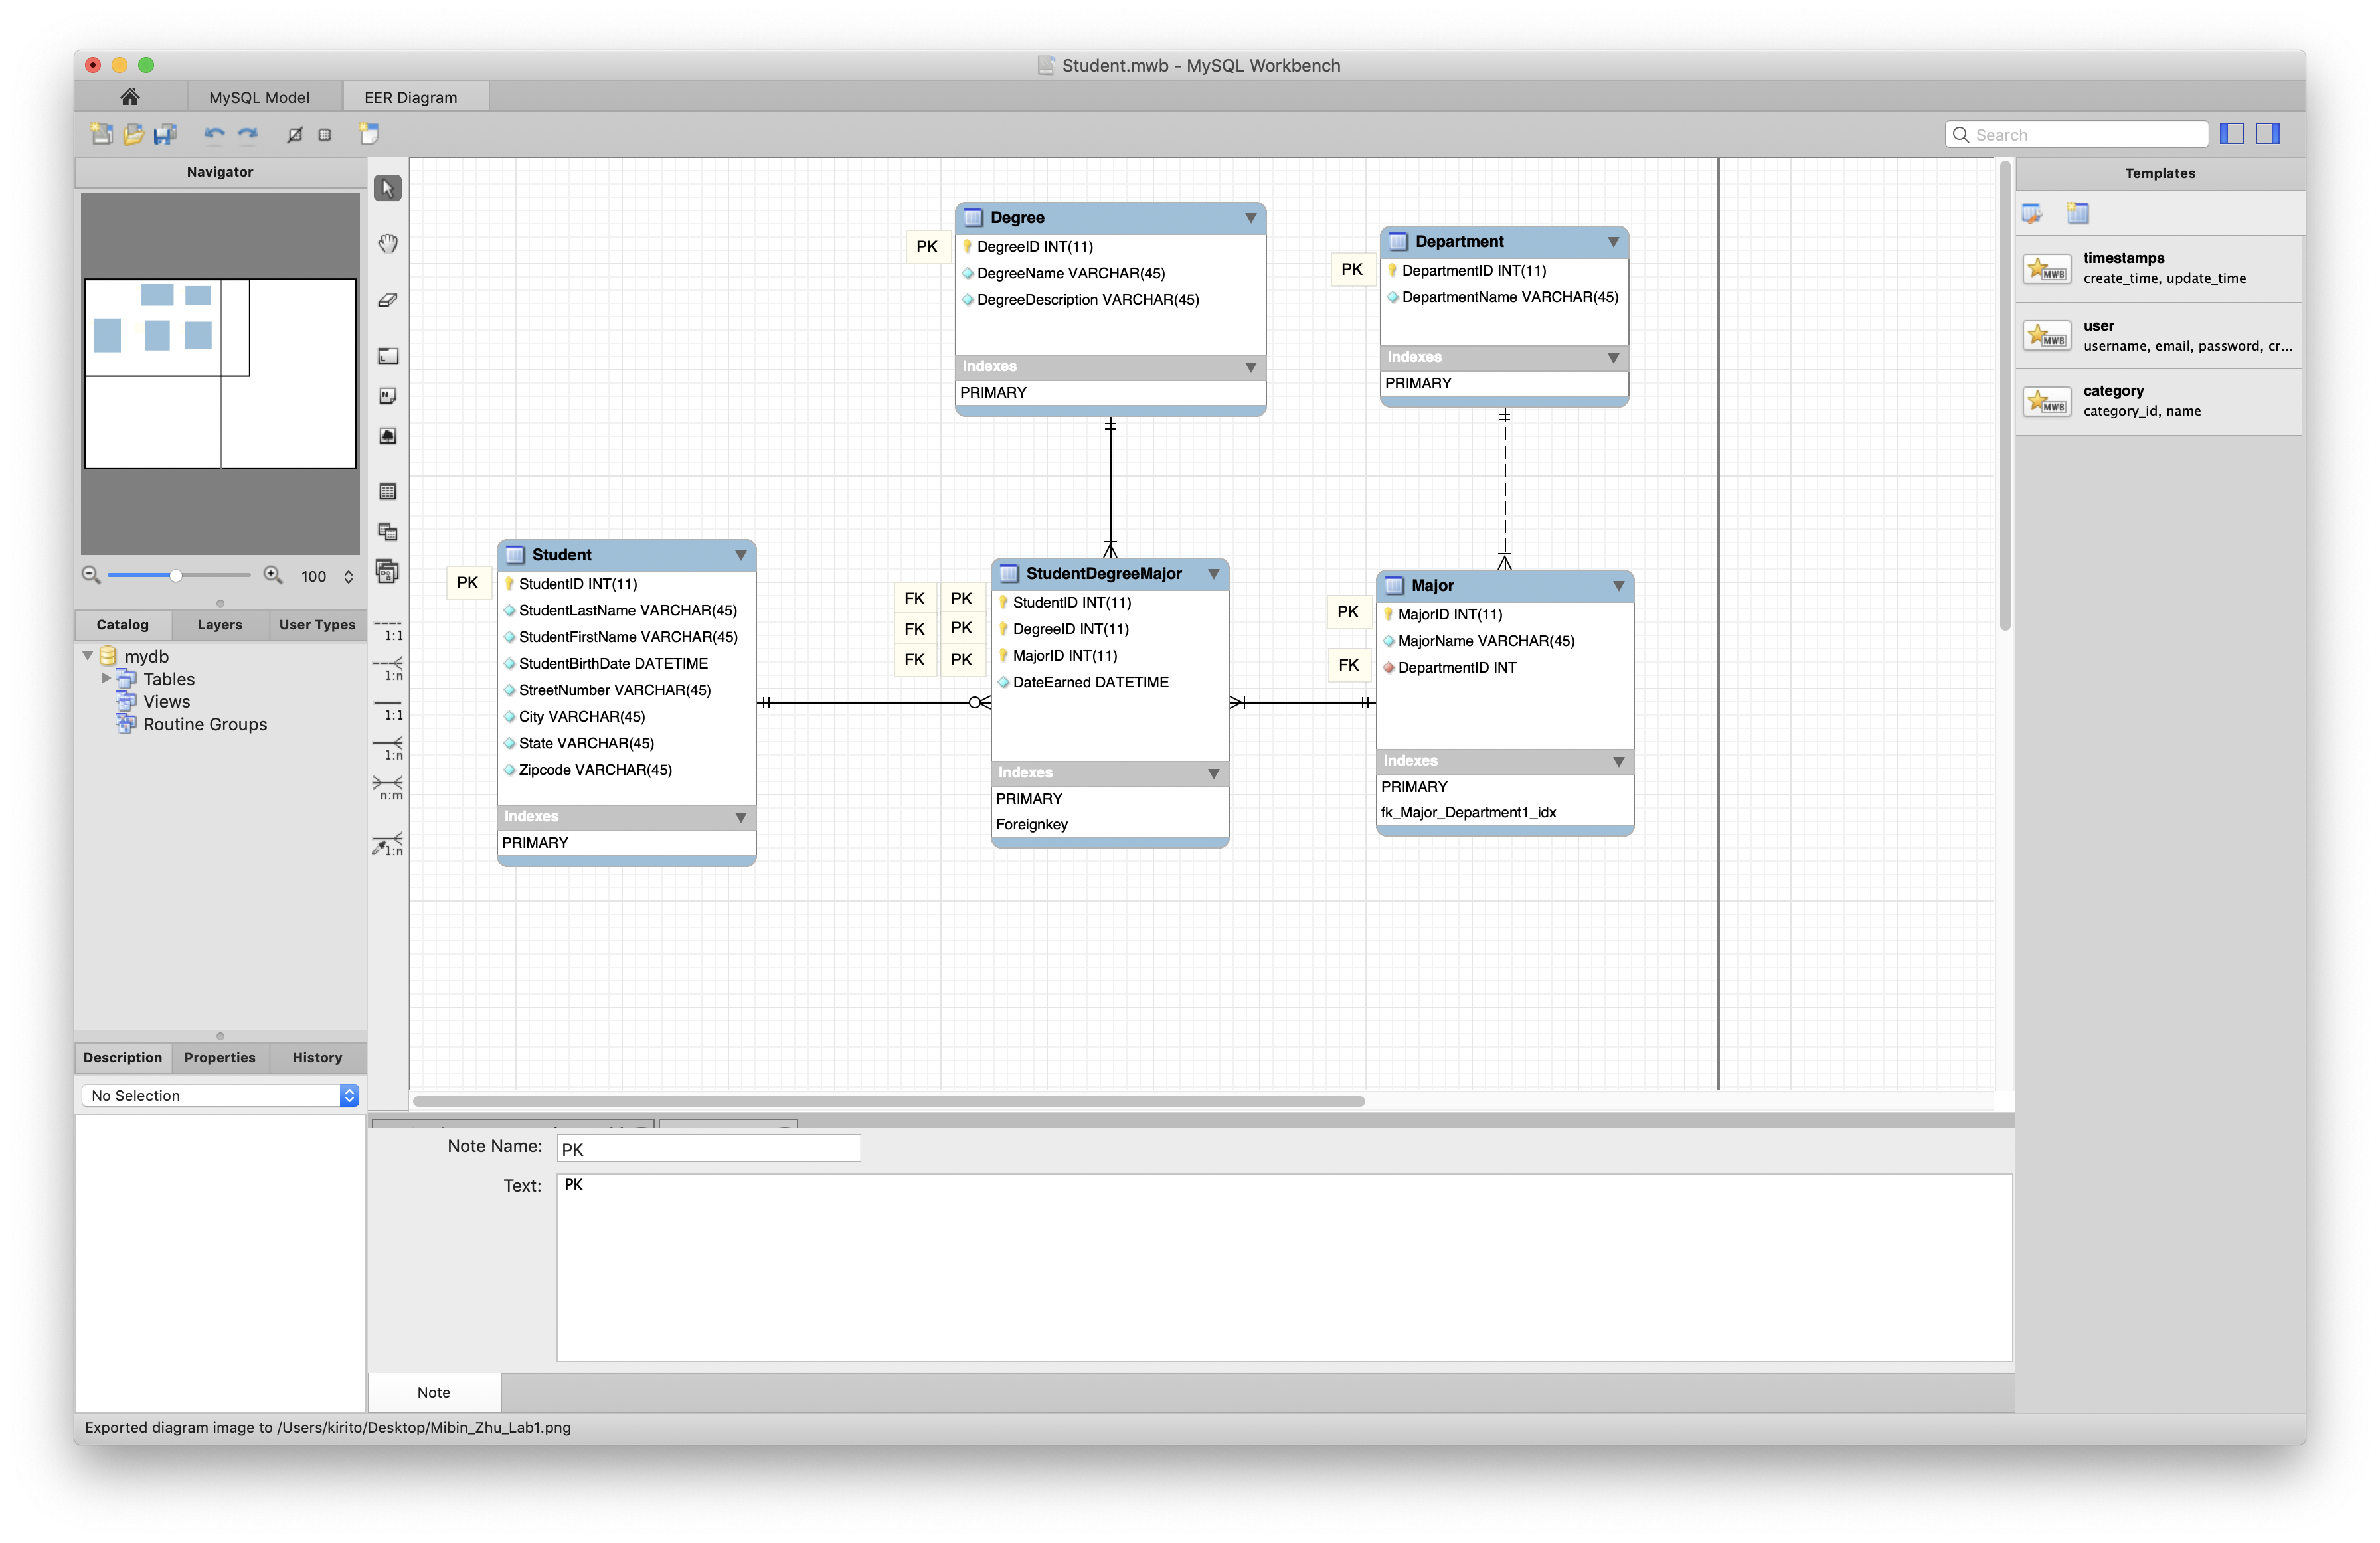 Student.mwb - MySQL Workbench
MySQL Model
EER Diagram
Search
Navigator
100
Catalog
Layers
User Types
mydb
Tables
Views
Routine Groups
Description
Properties
History
No Selection
1:1
1:n
1:1
1:n
n:m
1:n
PK
Degree
DegreeID INT(11)
DegreeName VARCHAR(45)
DegreeDescription VARCHAR(45)
Indexes
PRIMARY
PK
Department
DepartmentID INT(11)
DepartmentName VARCHAR(45)
Indexes
PRIMARY
PK
Student
StudentID INT(11)
StudentLastName VARCHAR(45)
StudentFirstName VARCHAR(45)
StudentBirthDate DATETIME
StreetNumber VARCHAR(45)
City VARCHAR(45)
State VARCHAR(45)
Zipcode VARCHAR(45)
Indexes
PRIMARY
FK PK
FK PK
FK PK
StudentDegreeMajor
StudentID INT(11)
DegreeID INT(11)
MajorID INT(11)
DateEarned DATETIME
Indexes
PRIMARY
Foreignkey
PK
FK
Major
MajorID INT(11)
MajorName VARCHAR(45)
DepartmentID INT
Indexes
PRIMARY
fk_Major_Department1_idx
Templates
MWB
timestamps
create_time, update_time
MWB
user
username, email, password, cr...
MWB
category
category_id, name
Note Name: PK
Text: PK
Note
Exported diagram image to /Users/kirito/Desktop/Mibin_Zhu_Lab1.png